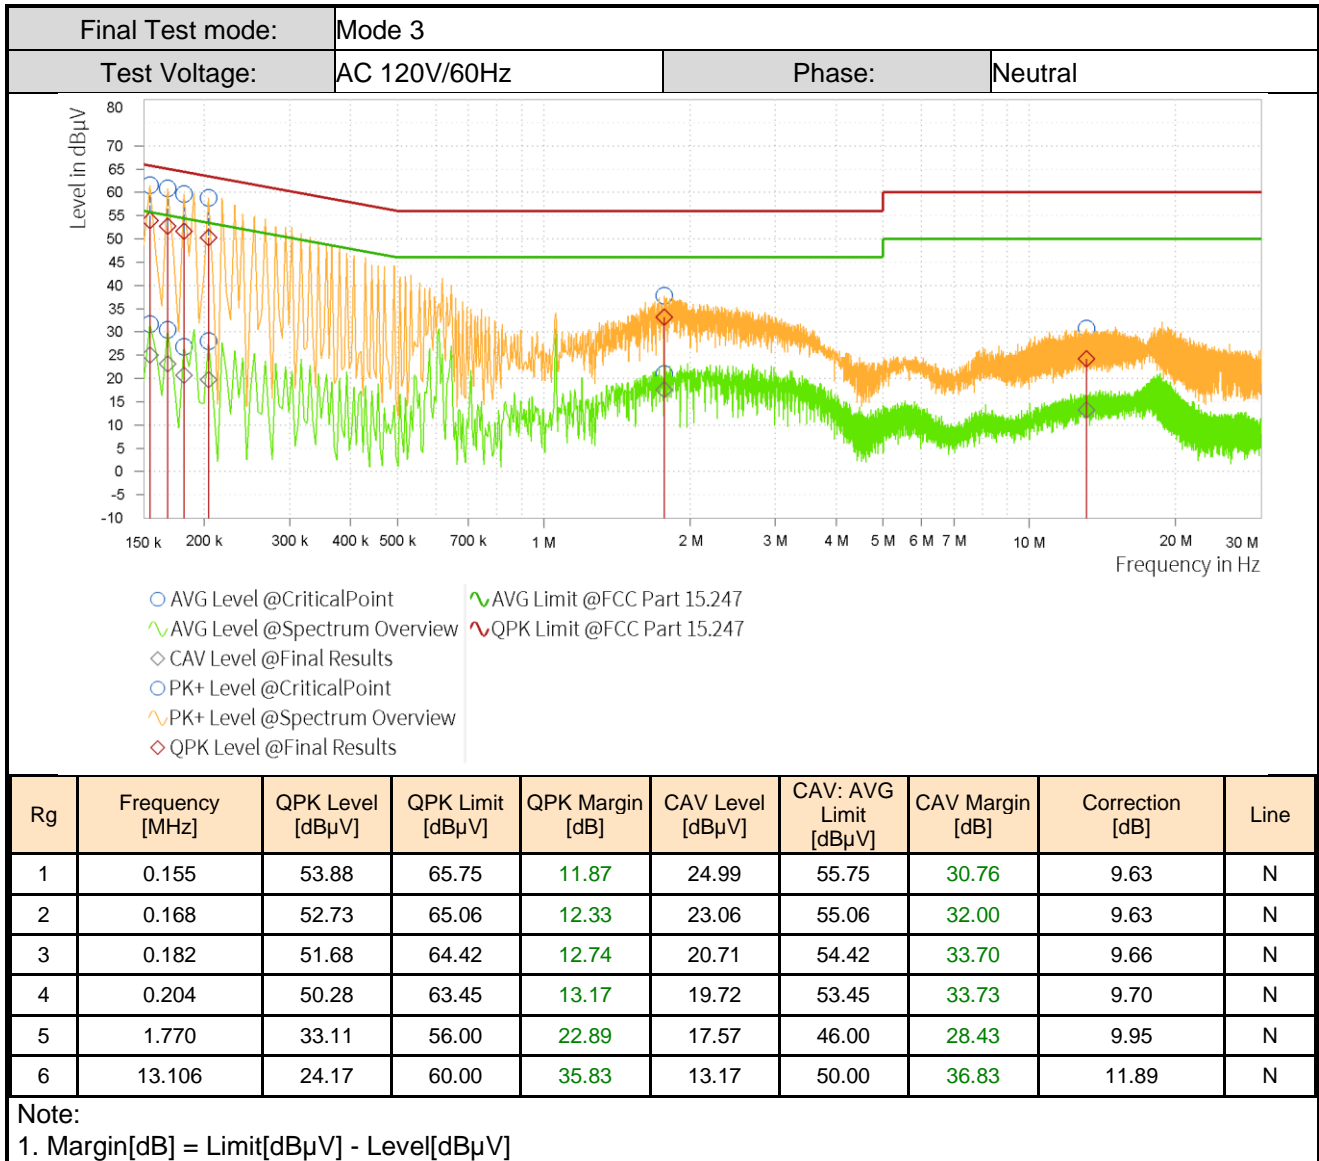 Final Test mode: Mode 3
Test Voltage: AC 120V/60Hz Phase: Neutral
Level in dBµV
80
70
65
60
55
50
45
40
35
30
25
20
15
10
5
0
-5
-10
150 k 200 k 300 k 400 k 500 k 700 k 1 M 2 M 3 M 4 M 5 M 6 M 7 M 10 M 20 M 30 M
Frequency in Hz
AVG Level @CriticalPoint AVG Limit @FCC Part 15.247
AVG Level @Spectrum Overview QPK Limit @FCC Part 15.247
CAV Level @Final Results
PK+ Level @CriticalPoint
PK+ Level @Spectrum Overview
QPK Level @Final Results
Rg Frequency [MHz] QPK Level [dBµV] QPK Limit [dBµV] QPK Margin [dB] CAV Level [dBµV] CAV: AVG Limit [dBµV] CAV Margin [dB] Correction [dB] Line
1 0.155 53.88 65.75 11.87 24.99 55.75 30.76 9.63 N
2 0.168 52.73 65.06 12.33 23.06 55.06 32.00 9.63 N
3 0.182 51.68 64.42 12.74 20.71 54.42 33.70 9.66 N
4 0.204 50.28 63.45 13.17 19.72 53.45 33.73 9.70 N
5 1.770 33.11 56.00 22.89 17.57 46.00 28.43 9.95 N
6 13.106 24.17 60.00 35.83 13.17 50.00 36.83 11.89 N
Note:
1. Margin[dB] = Limit[dBµV] - Level[dBµV]